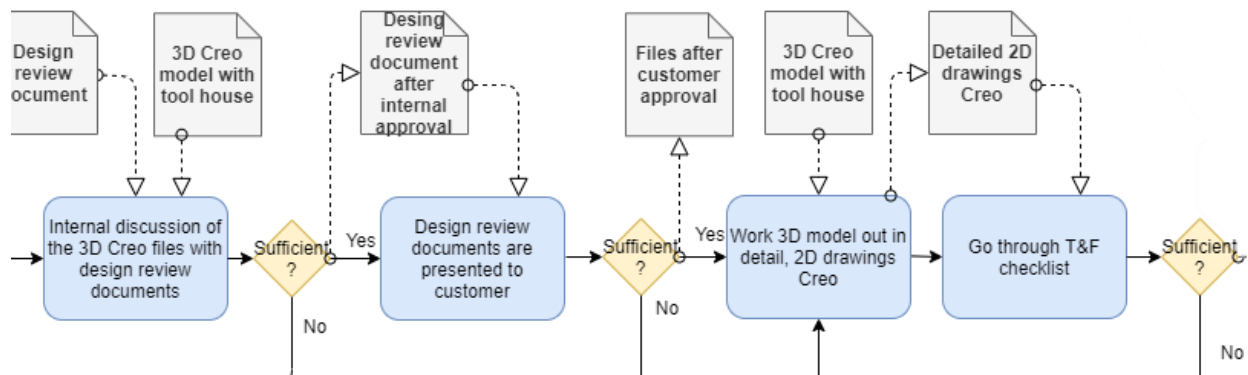 Design
review
ocument
3D Creo
model with
tool house
Desing
review
document
after
internal
approval
Files after
customer
approval
3D Creo
model with
tool house
Detailed 2D
drawings
Creo
Internal discussion of
the 3D Creo files with
design review
documents
Sufficient
?
Yes
No
Design review
documents are
presented to
customer
Sufficient
?
Yes
No
Work 3D model out in
detail, 2D drawings
Creo
Go through T&F
checklist
Sufficient
?
No